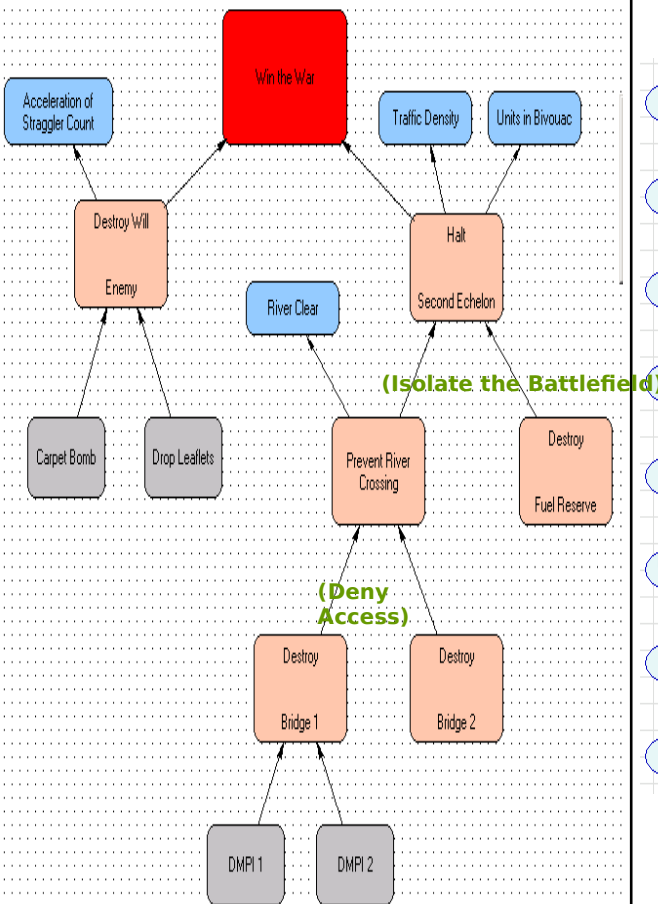 Win the War
Acceleration of
Straggler Count
Traffic Density
Units in Bivouac
Destroy Will
Enemy
Halt
Second Echelon
River Clear
(Isolate the Battlefield)
Carpet Bomb
Drop Leaflets
Prevent River
Crossing
Destroy
Fuel Reserve
(Deny
Access)
Destroy
Bridge 1
Destroy
Bridge 2
DMPI 1
DMPI 2